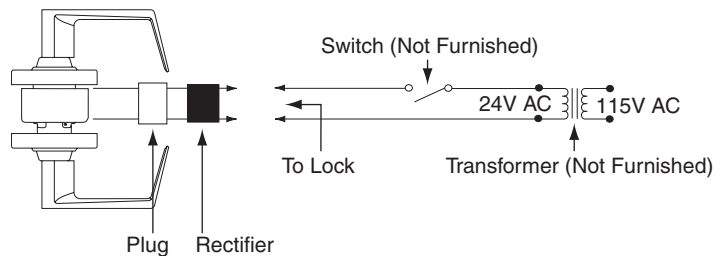 Switch (Not Furnished)
24V AC
115V AC
To Lock
Transformer (Not Furnished)
Plug
Rectifier